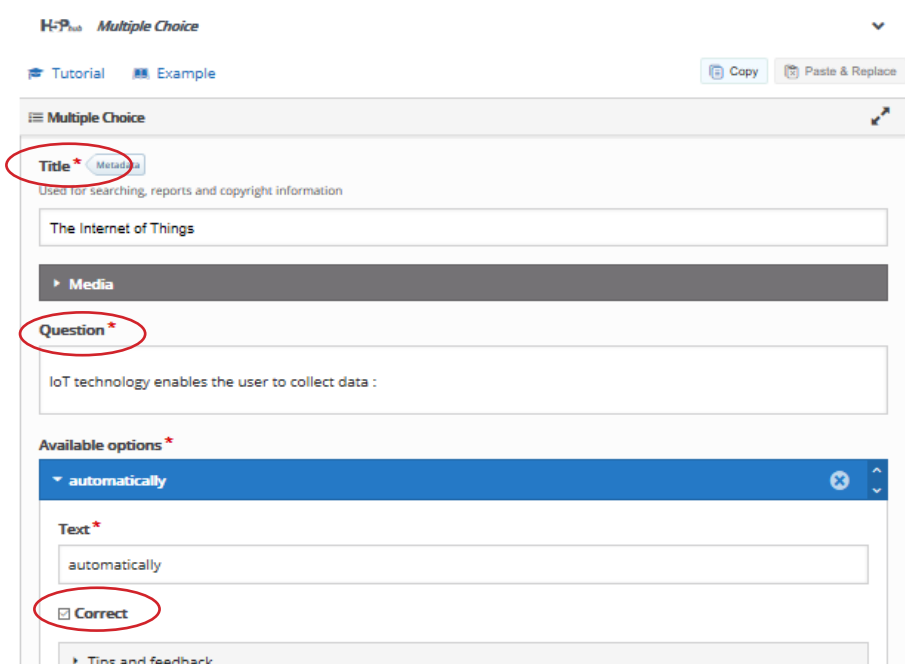 H5P hub Multiple Choice
Tutorial Example Copy Paste & Replace
Multiple Choice
Title * Metadata
Used for searching, reports and copyright information
The Internet of Things
Media
Question *
IoT technology enables the user to collect data :
Available options *
automatically
Text *
automatically
Correct
Tips and feedback